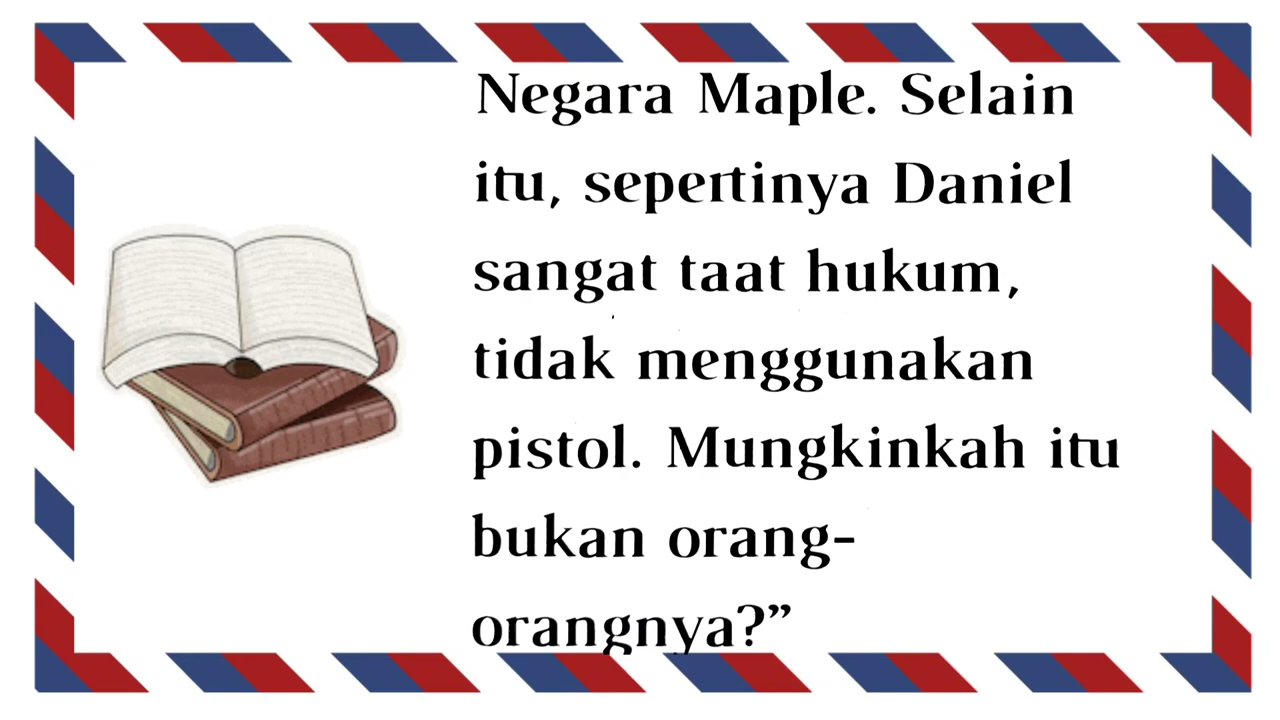 Negara Maple. Selain
itu, sepertinya Daniel
sangat taat hukum,
tidak menggunakan
pistol. Mungkinkah itu
bukan orang-
orangnya?”